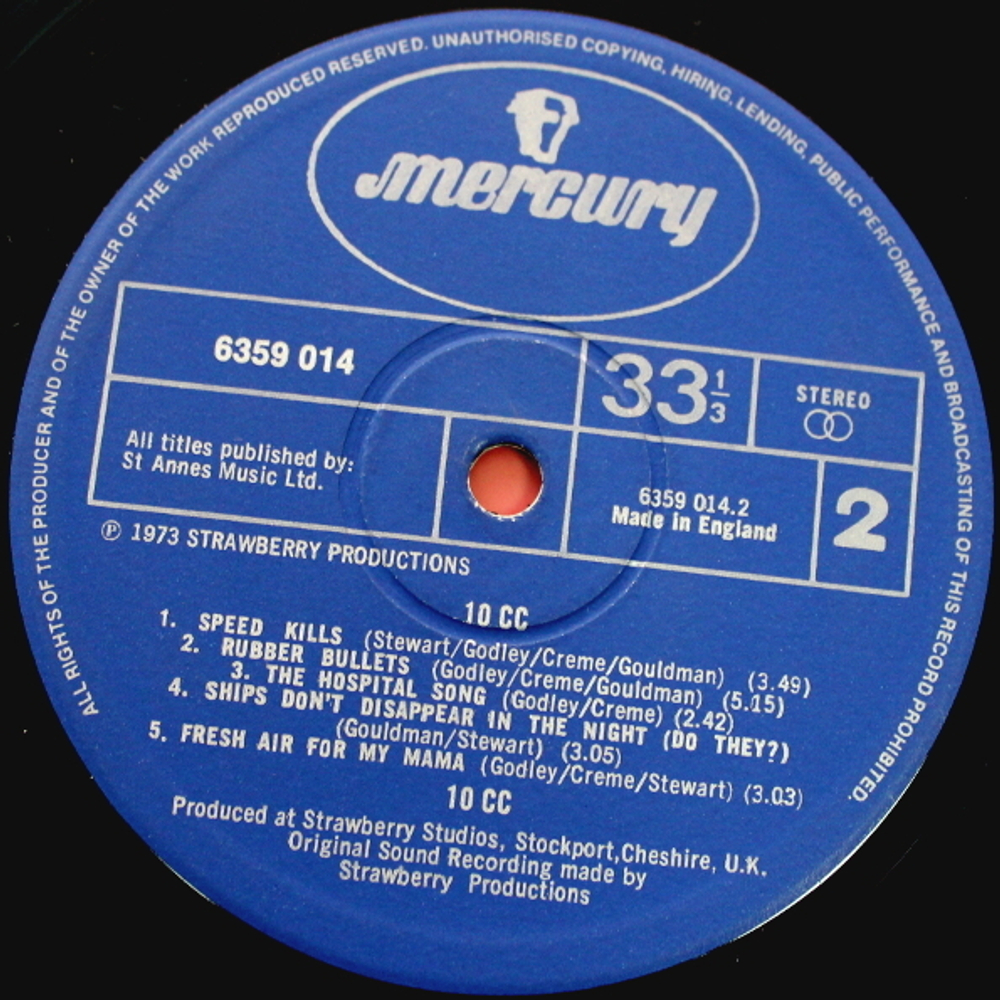 ALL RIGHTS OF THE PRODUCER AND OF THE OWNER OF THE WORK REPRODUCED RESERVED. UNAUTHORISED COPYING, HIRING, LENDING, PUBLIC PERFORMANCE AND BROADCASTING OF THIS RECORD PROHIBITED.
mercury
6359 014
33 1/3
STEREO
All titles published by:
St Annes Music Ltd.
6359 014.2
Made in England
2
℗ 1973 STRAWBERRY PRODUCTIONS
10 CC
1. SPEED KILLS (Stewart/Godley/Creme/Gouldman) (3.49)
2. RUBBER BULLETS (Godley/Creme/Gouldman) (5.15)
3. THE HOSPITAL SONG (Godley/Creme) (2.42)
4. SHIPS DON'T DISAPPEAR IN THE NIGHT (DO THEY?)
(Gouldman/Stewart) (3.05)
5. FRESH AIR FOR MY MAMA (Godley/Creme/Stewart) (3.03)
10 CC
Produced at Strawberry Studios, Stockport,Cheshire, U.K.
Original Sound Recording made by
Strawberry Productions